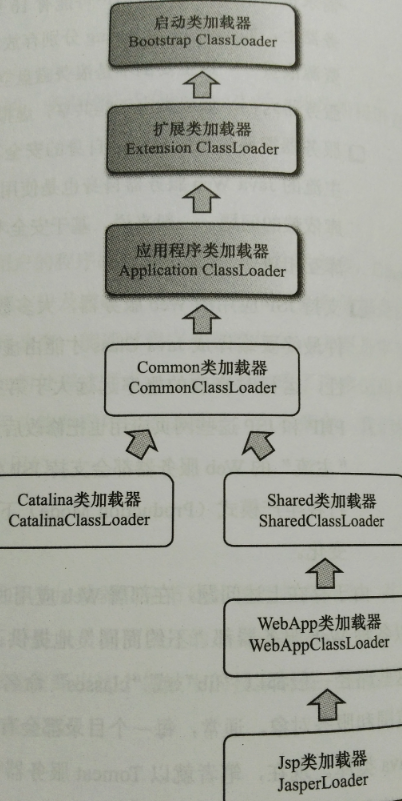 启动类加载器
Bootstrap ClassLoader
扩展类加载器
Extension ClassLoader
应用程序类加载器
Application ClassLoader
Common类加载器
CommonClassLoader
Catalina类加载器
CatalinaClassLoader
Shared类加载器
SharedClassLoader
WebApp类加载器
WebAppClassLoader
Jsp类加载器
JasperLoader